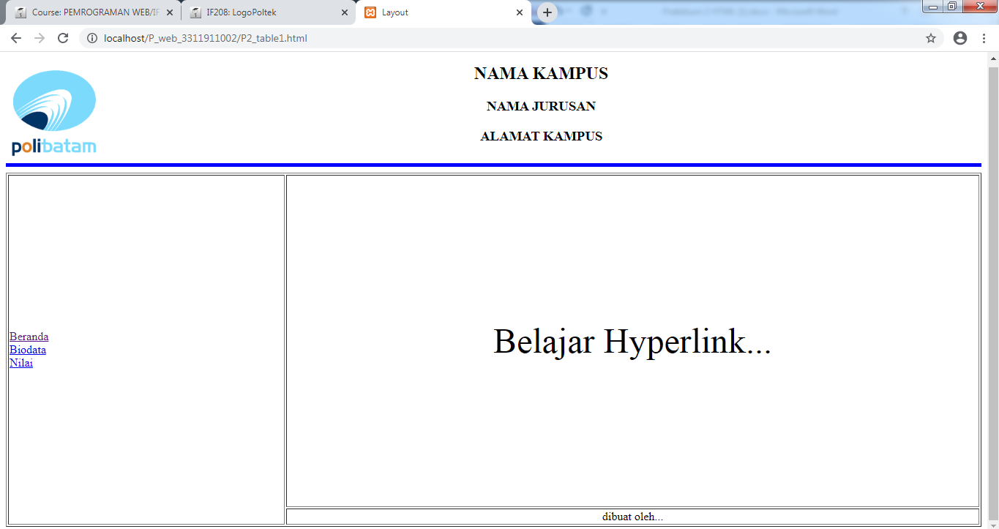 Course: PEMROGRAMAN WEB/IF
IF208: LogoPoltek
Layout
localhost/P_web_3311911002/P2_table1.html
NAMA KAMPUS
NAMA JURUSAN
ALAMAT KAMPUS
polibatam
Beranda
Biodata
Nilai
Belajar Hyperlink...
dibuat oleh...